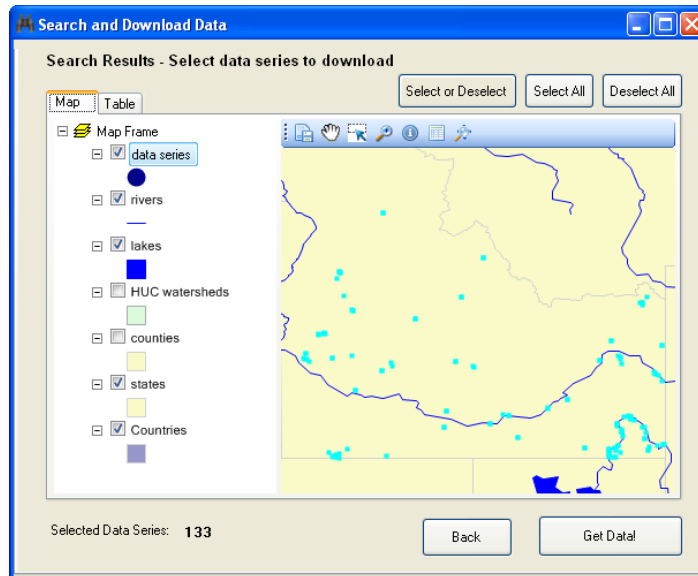 Search and Download Data
Search Results - Select data series to download
Select or Deselect
Select All
Deselect All
Map
Table
Map Frame
data series
rivers
lakes
HUC watersheds
counties
states
Countries
Selected Data Series: 133
Back
Get Data!